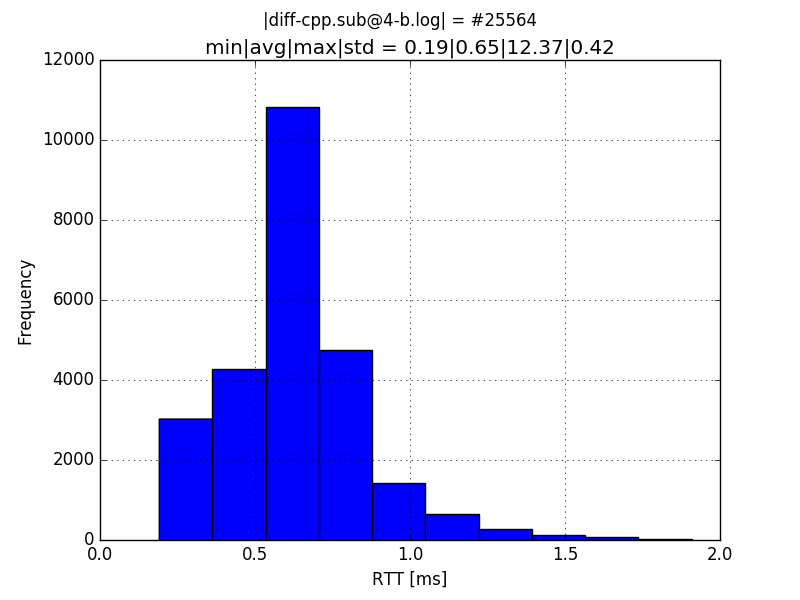 |diff-cpp.sub@4-b.log| = #25564
min|avg|max|std = 0.19|0.65|12.37|0.42
12000
10000
8000
6000
4000
2000
0
Frequency
0.0 0.5 1.0 1.5 2.0
RTT [ms]